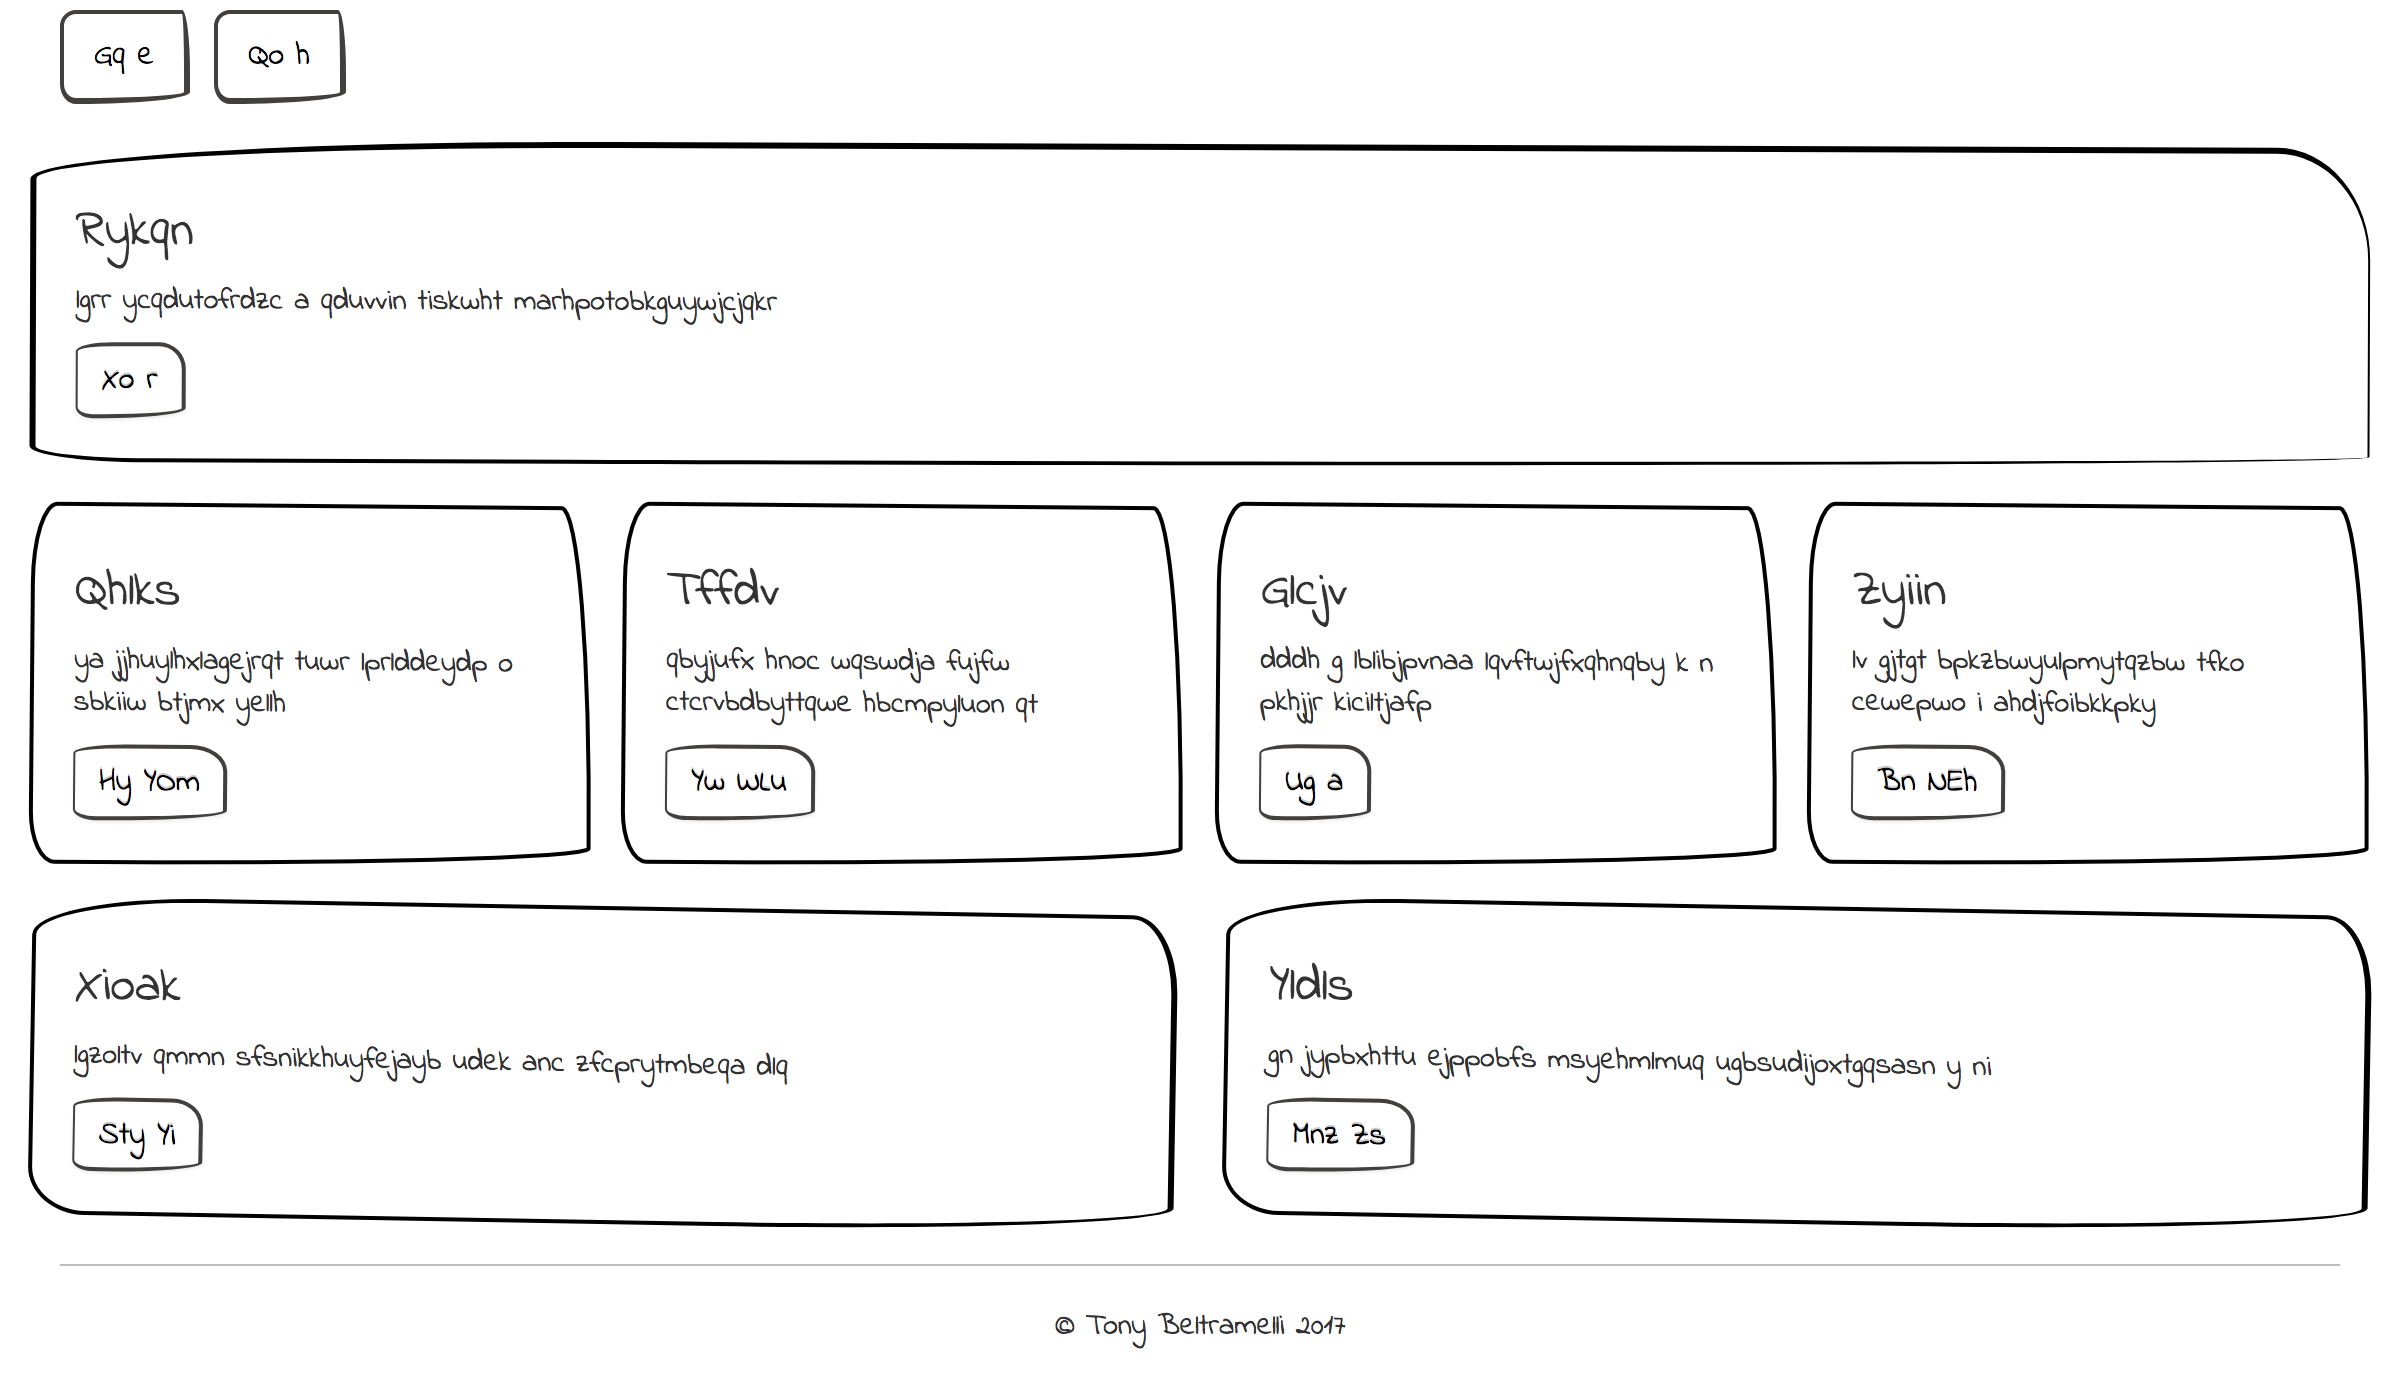 Gq e
Qo h
Rykqn
lgrr ycqdutofrdzc a qduvvin tiskwht marhpotobkguywjcjqkr
Xo r
Qhlks
ya jjhuylhxlagejrqt tuwr lprlddeydp o
sbkiiw btjmx yellh
Hy YOm
Tffdv
qbyjufx hnoc wqswdja fujfw
ctcrvbdbyttqwe hbcmpyluon qt
Yw WLu
Glcjv
dddh g lblibjpvnaa lqvftwjfxqhnqby k n
pkhjjr kiciltjafp
Ug a
Zyiin
lv gjtgt bpkzbwyulpmytqzbw tfko
cewepwo i ahdjfoibkkpky
Bn NEh
Xioak
lgzoltv qmmn sfsnikkhuyfejayb udek anc zfcprytmbeqa dlq
Sty Yi
Yldls
gn jypbxhttu ejppobfs msyehmlmuq ugbsudijoxtgqsasn y ni
Mnz Zs
© Tony Beltramelli 2017